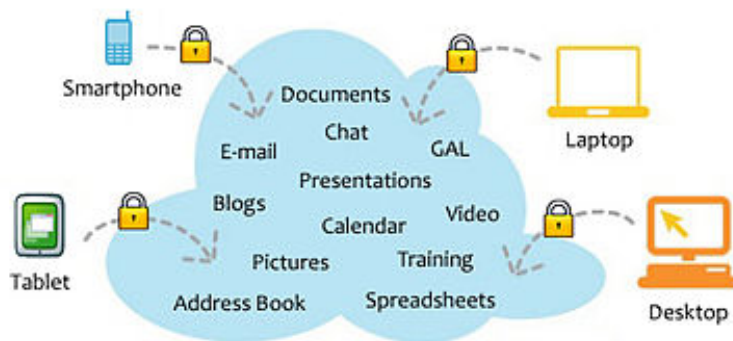 Smartphone
Documents
Chat
E-mail
GAL
Laptop
Presentations
Blogs
Calendar
Video
Tablet
Pictures
Training
Address Book
Spreadsheets
Desktop